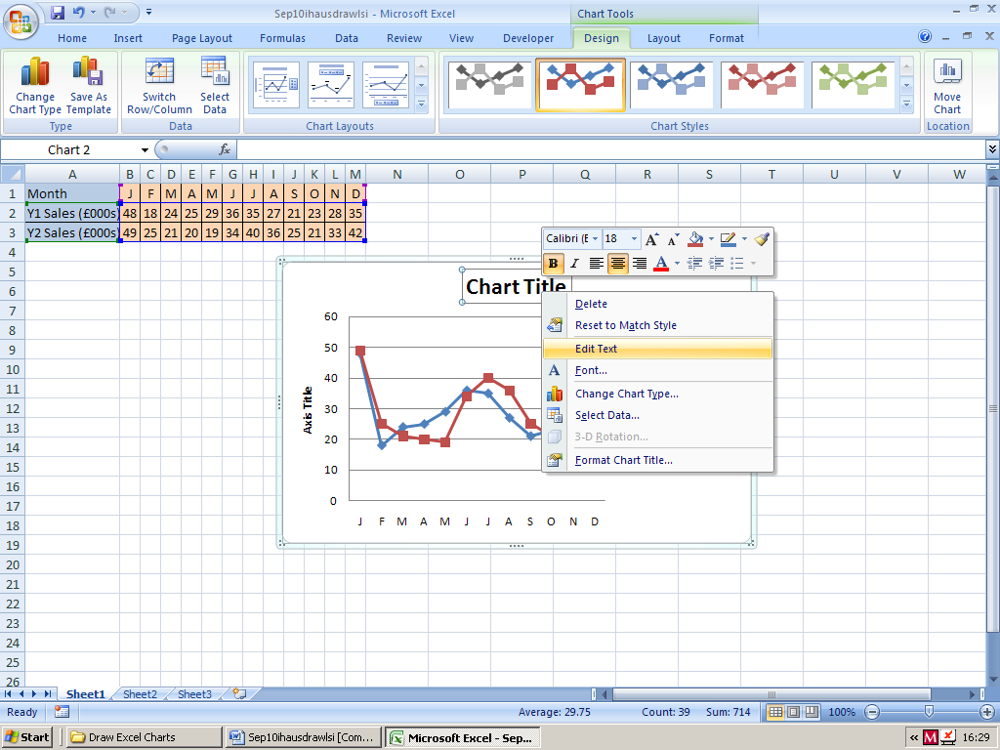 Sep10ihausdrawlsi - Microsoft Excel
Chart Tools
Home Insert Page Layout Formulas Data Review View Developer Design Layout Format
Change Chart Type
Save As Template
Switch Row/Column
Select Data
Move Chart
Type Data Chart Layouts Chart Styles Location
Chart 2 fx
A B C D E F G H I J K L M N O P Q R S T U V W
1 Month J F M A M J J A S O N D
2 Y1 Sales (£000s) 48 18 24 25 29 36 35 27 21 23 28 35
3 Y2 Sales (£000s) 49 25 21 20 19 34 40 36 25 21 33 42
4
5
6
7
8
9
10
11
12
13
14
15
16
17
18
19
20
21
22
23
24
25
26
Calibri (E 18 A A
B I A
Chart Title
Delete
Reset to Match Style
Edit Text
A Font...
Change Chart Type...
Select Data...
3-D Rotation...
Format Chart Title...
60
50
40
30
20
10
0
Axis Title
J F M A M J J A S O N D
Sheet1 Sheet2 Sheet3
Ready Average: 29.75 Count: 39 Sum: 714 100%
Start Draw Excel Charts Sep10ihausdrawlsi [Com... Microsoft Excel - Sep... « M 16:29